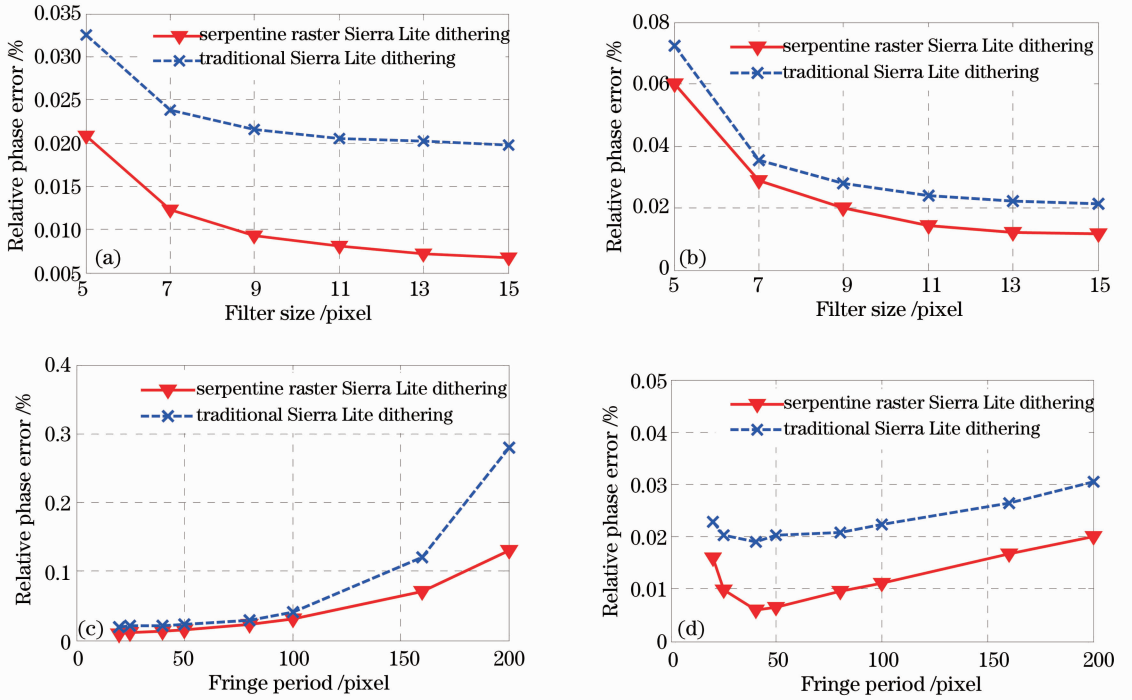 0.035
0.030
0.025
0.020
0.015
0.010
0.005
Relative phase error /%
serpentine raster Sierra Lite dithering
traditional Sierra Lite dithering
(a)
5 7 9 11 13 15
Filter size /pixel
0.08
0.06
0.04
0.02
0
Relative phase error /%
serpentine raster Sierra Lite dithering
traditional Sierra Lite dithering
(b)
5 7 9 11 13 15
Filter size /pixel
0.4
0.3
0.2
0.1
0
Relative phase error /%
serpentine raster Sierra Lite dithering
traditional Sierra Lite dithering
(c)
0 50 100 150 200
Fringe period /pixel
0.05
0.04
0.03
0.02
0.01
0
Relative phase error /%
serpentine raster Sierra Lite dithering
traditional Sierra Lite dithering
(d)
0 50 100 150 200
Fringe period /pixel